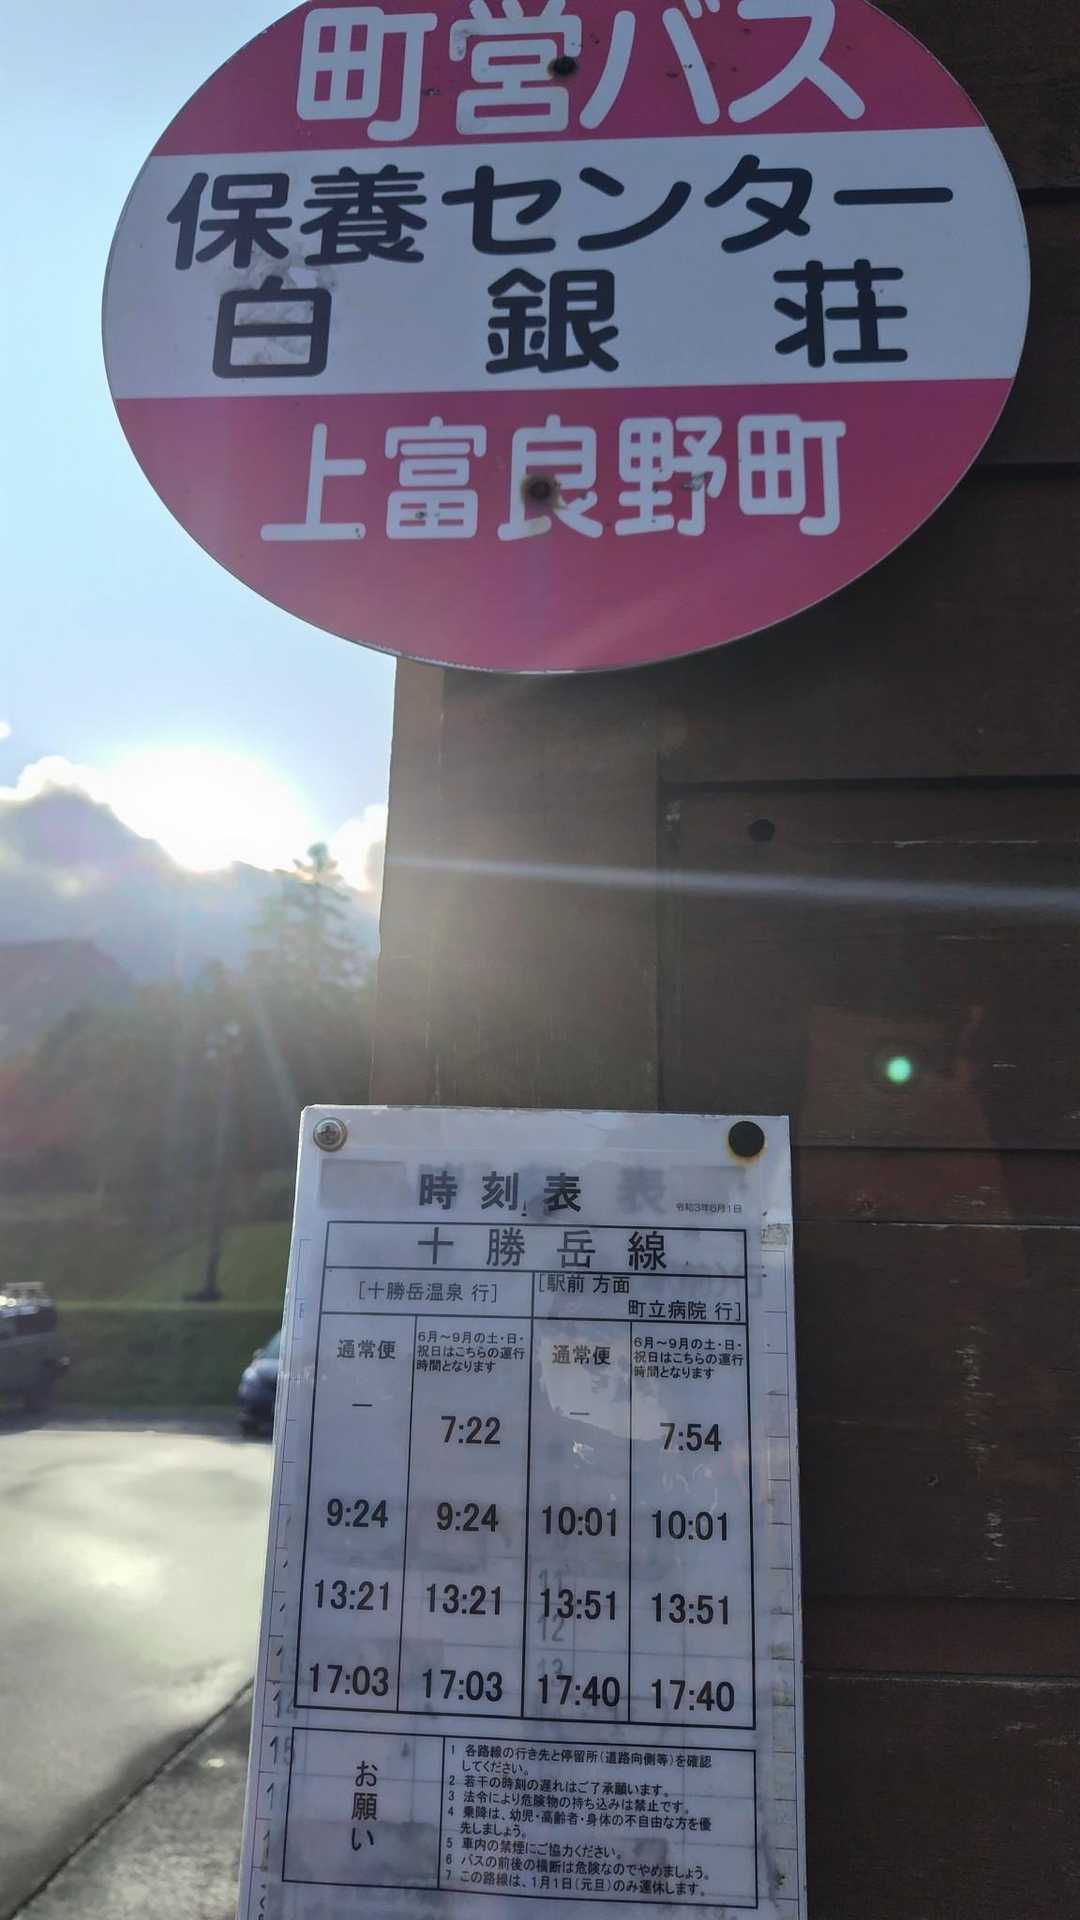 町営バス
保養センター
白銀荘
上富良野町
時刻表
令和3年6月1日
十勝岳線
[十勝岳温泉 行]
[駅前 方面
町立病院 行]
通常便
6月～9月の土・日・
祝日はこちらの運行
時間となります
通常便
6月～9月の土・日・
祝日はこちらの運行
時間となります
－ 7:22 － 7:54
9:24 9:24 10:01 10:01
13:21 13:21 13:51 13:51
17:03 17:03 17:40 17:40
お願い
1 各路線の行き先と停留所(道路向側等)を確認
してください。
2 若干の時刻の遅れはご了承願います。
3 法令により危険物の持ち込みは禁止です。
4 乗降は、幼児・高齢者・身体の不自由な方を優
先しましょう。
5 車内の禁煙にご協力ください。
6 バスの前後の横断は危険なのでやめましょう。
7 この路線は、1月1日(元旦)のみ運休します。